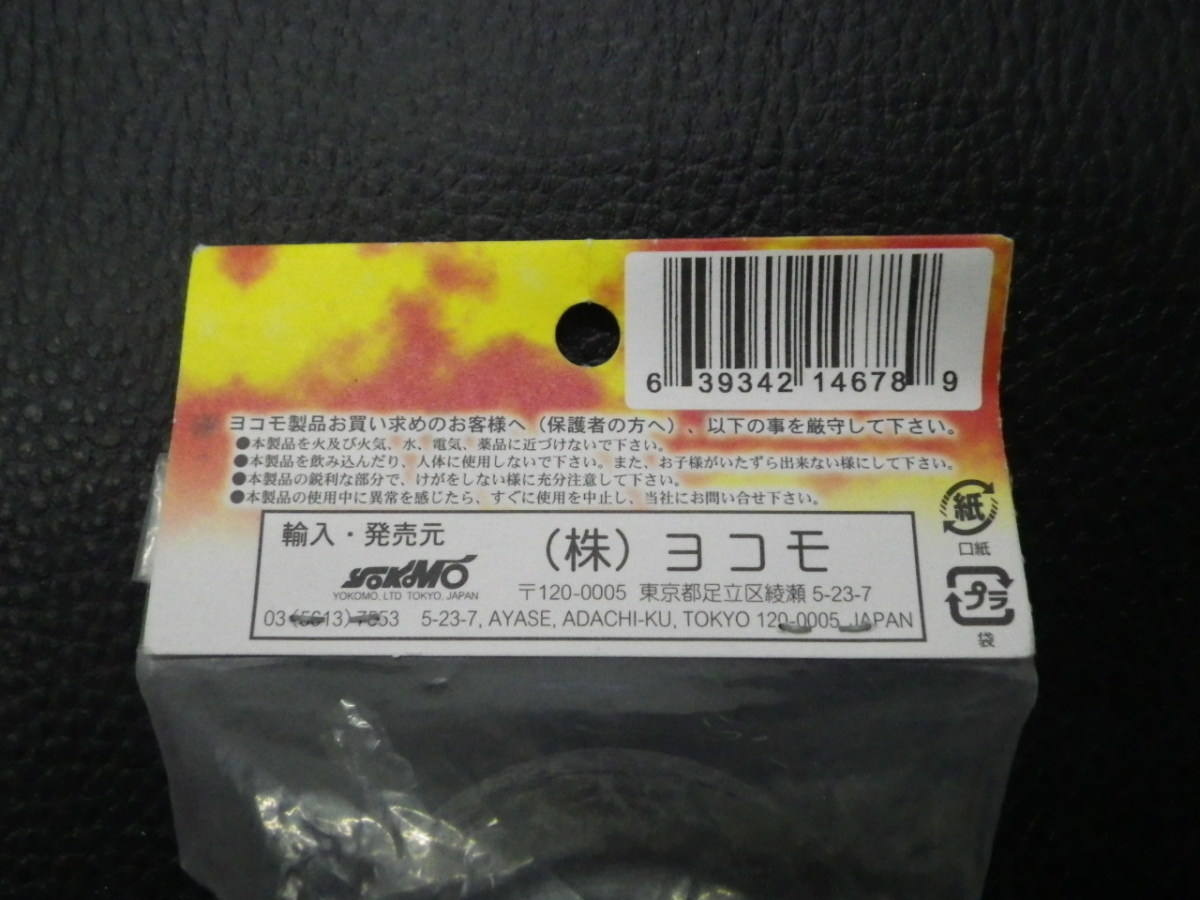 6 39342 14678 9
ヨコモ製品お買い求めのお客様へ（保護者の方へ）、以下の事を厳守して下さい。
●本製品を火及び火気、水、電気、薬品に近づけないで下さい。
●本製品を飲み込んだり、人体に使用しないで下さい。また、お子様がいたずら出来ない様にして下さい。
●本製品の鋭利な部分で、けがをしない様に充分注意して下さい。
●本製品の使用中に異常を感じたら、すぐに使用を中止し、当社にお問い合せ下さい。
輸入・発売元
（株）ヨコモ
YOKOMO
YOKOMO, LTD TOKYO, JAPAN
〒120-0005 東京都足立区綾瀬 5-23-7
03 (5613) 7553 5-23-7, AYASE, ADACHI-KU, TOKYO 120-0005 JAPAN
紙
口紙
プラ
袋